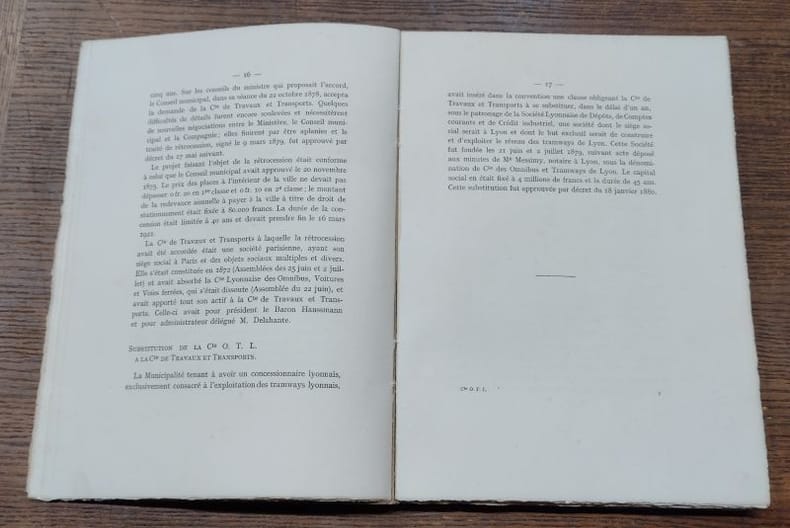 — 16 —
cinq ans. Sur les conseils du ministre qui proposait l'accord,
le Conseil municipal, dans sa séance du 22 octobre 1878, accepta
la demande de la Cie de Travaux et Transports. Quelques
difficultés de détails furent encore soulevées et nécessitèrent
de nouvelles négociations entre le Ministère, le Conseil muni-
cipal et la Compagnie; elles finirent par être aplanies et le
traité de rétrocession, signé le 9 mars 1879, fut approuvé par
décret du 17 mai suivant.
Le projet faisant l'objet de la rétrocession était conforme
à celui que le Conseil municipal avait approuvé le 20 novembre
1873. Le prix des places à l'intérieur de la ville ne devait pas
dépasser 0 fr. 20 en 1re classe et 0 fr. 10 en 2e classe; le montant
de la redevance annuelle à payer à la ville à titre de droit de
stationnement était fixée à 80.000 francs. La durée de la con-
cession était limitée à 40 ans et devait prendre fin le 16 mars
1921.
La Cie de Travaux et Transports à laquelle la rétrocession
avait été accordée était une société parisienne, ayant son
siège social à Paris et des objets sociaux multiples et divers.
Elle s'était constituée en 1872 (Assemblées des 25 juin et 2 juil-
let) et avait absorbé la Cie Lyonnaise des Omnibus, Voitures
et Voies ferrées, qui s'était dissoute (Assemblée du 22 juin), et
avait apporté tout son actif à la Cie de Travaux et Trans-
ports. Celle-ci avait pour président le Baron Haussmann
et pour administrateur délégué M. Delahante.
Substitution de la Cie O. T. L.
a la Cie de Travaux et Transports.
La Municipalité tenant à avoir un concessionnaire lyonnais,
exclusivement consacré à l'exploitation des tramways lyonnais,
— 17 —
avait inséré dans la convention une clause obligeant la Cie de
Travaux et Transports à se substituer, dans le délai d'un an,
sous le patronage de la Société Lyonnaise de Dépôts, de Comptes
courants et de Crédit industriel, une société dont le siège so-
cial serait à Lyon et dont le but exclusif serait de construire
et d'exploiter le réseau des tramways de Lyon. Cette Société
fut fondée les 21 juin et 2 juillet 1879, suivant acte déposé
aux minutes de Me Messimy, notaire à Lyon, sous la dénomi-
nation de Cie des Omnibus et Tramways de Lyon. Le capital
social en était fixé à 4 millions de francs et la durée de 45 ans.
Cette substitution fut approuvée par décret du 18 janvier 1880.
Cie O. T. L.